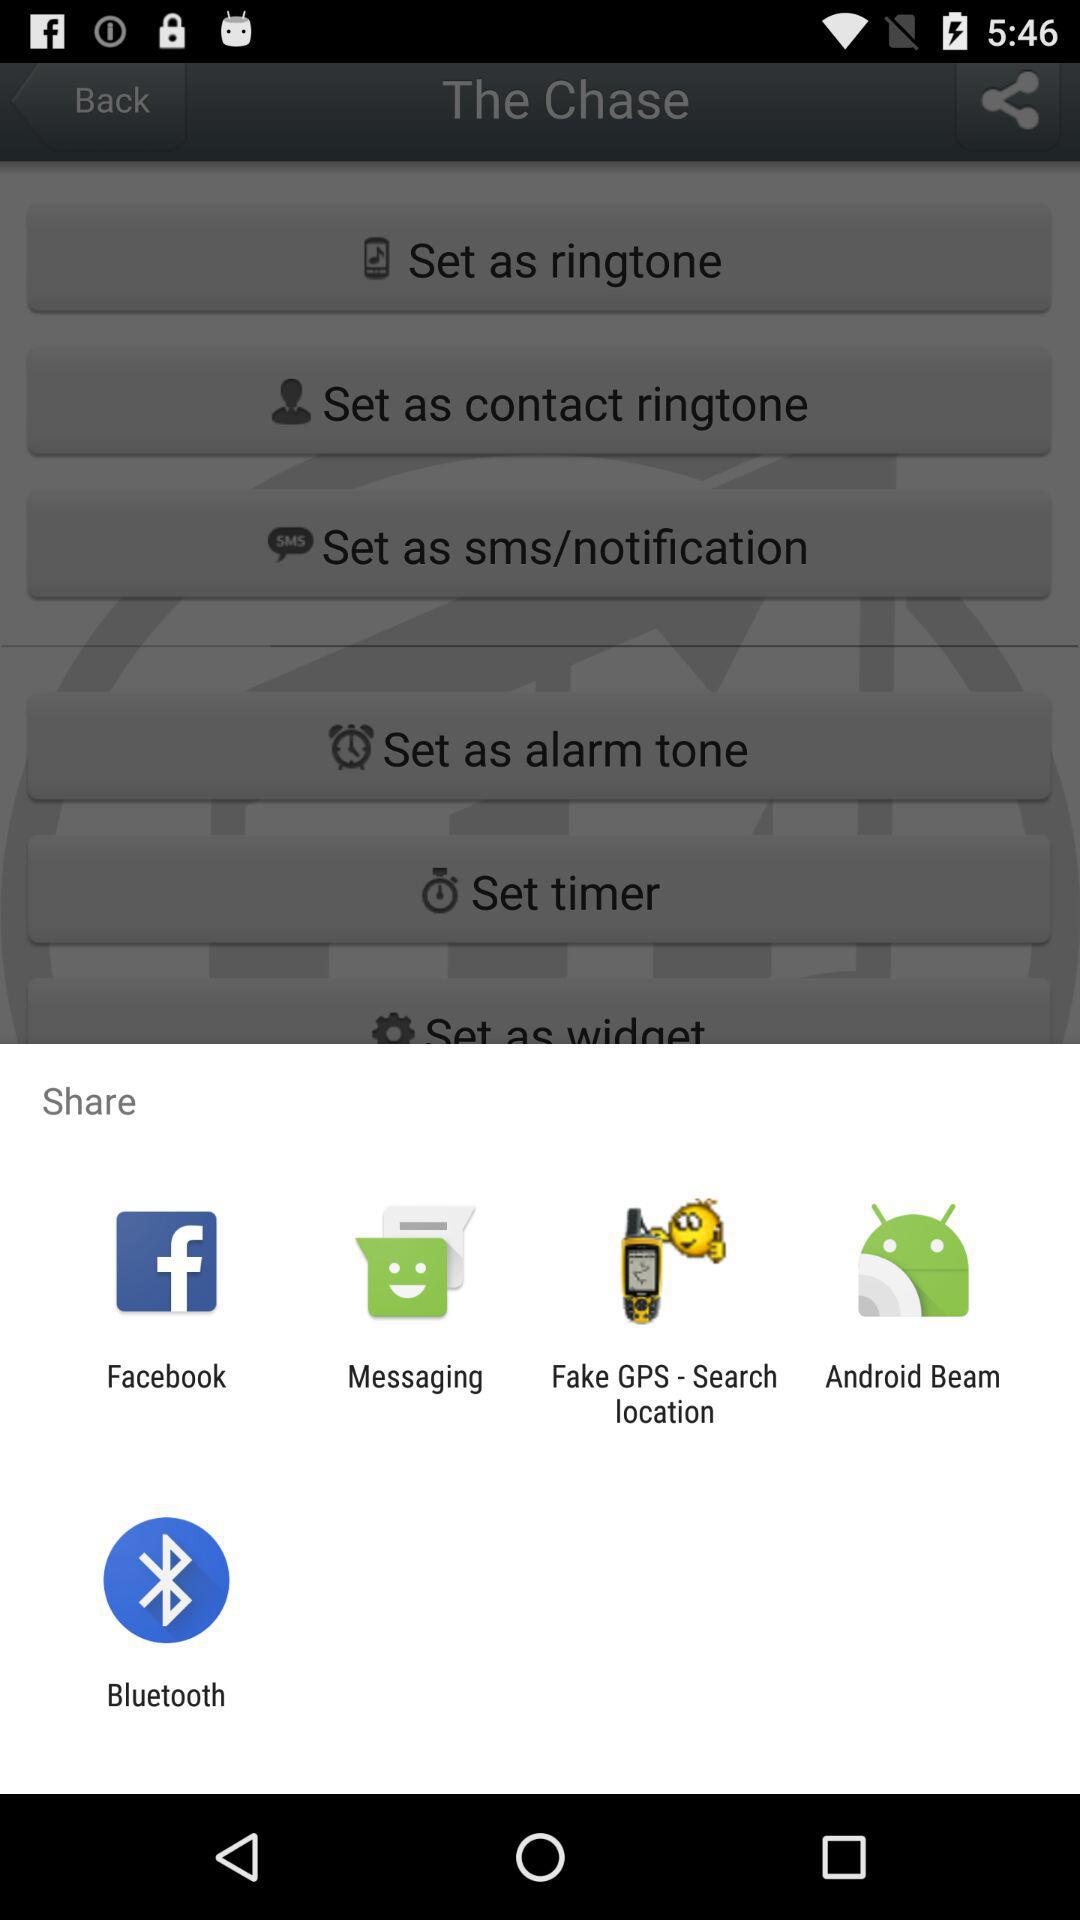 5:46
Back
The Chase
Set as ringtone
Set as contact ringtone
SMS Set as sms/notification
Set as alarm tone
Set timer
Set as widget
Share
Facebook
Messaging
Fake GPS - Search
location
Android Beam
Bluetooth